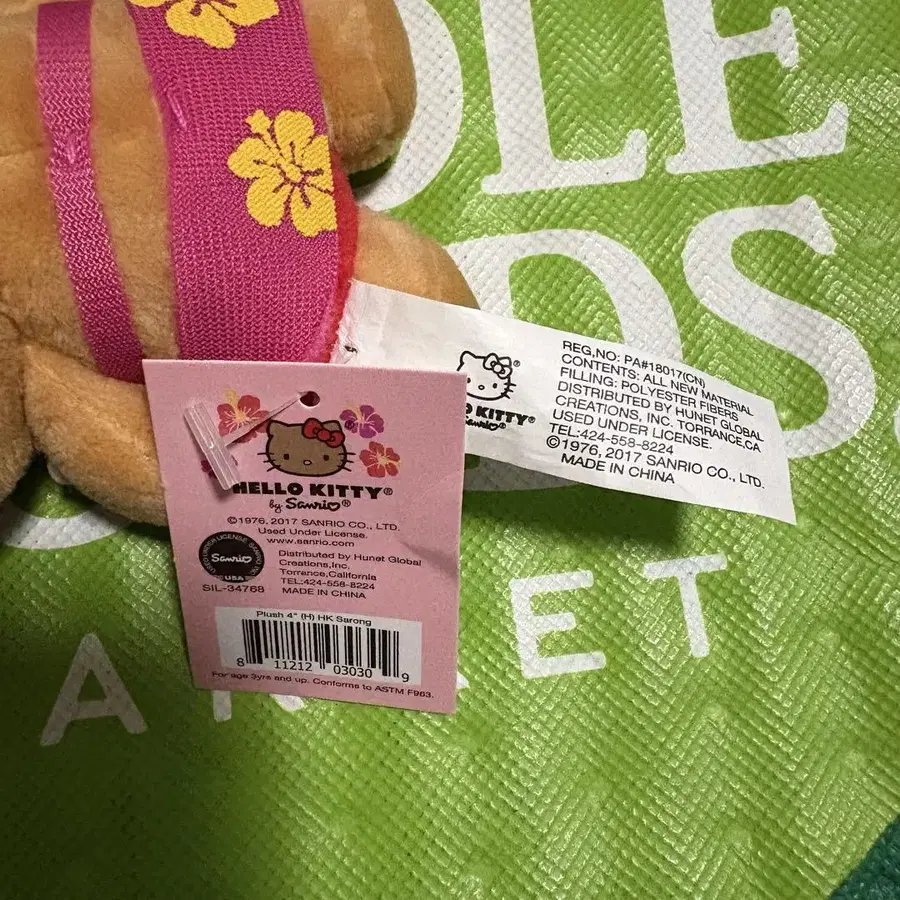 OLE
DS
ARKET
HELLO KITTY®
by Sanrio®
©1976, 2017 SANRIO CO., LTD.
Used Under License.
www.sanrio.com
Sanrio
USA
SIL-34768
Distributed by Hunet Global
Creations,Inc.
Torrance,California
TEL:424-558-8224
MADE IN CHINA
Plush 4" (H) HK Sarong
8 11212 03030 9
For age 3yrs and up. Conforms to ASTM F963.
KITTY®
Sanrio®
REG,NO: PA#18017(CN)
CONTENTS: ALL NEW MATERIAL
FILLING: POLYESTER FIBERS
DISTRIBUTED BY HUNET GLOBAL
CREATIONS, INC. TORRANCE,CA
USED UNDER LICENSE.
TEL:424-558-8224
©1976, 2017 SANRIO CO., LTD.
MADE IN CHINA